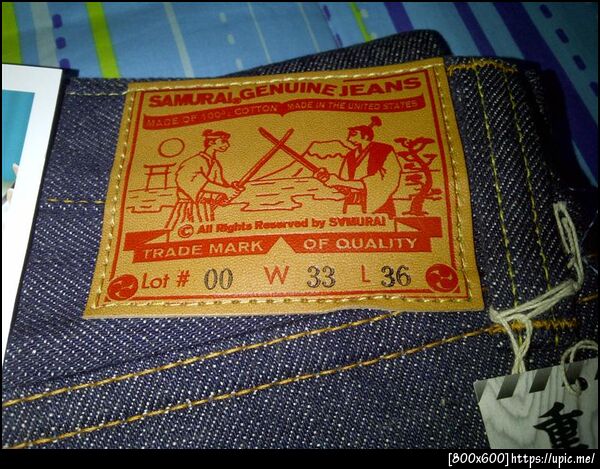 SAMURAI GENUINE JEANS
MADE OF 100% COTTON MADE IN THE UNITED STATES
© All Rights Reserved by SAMURAI
TRADE MARK OF QUALITY
Lot # 00 W 33 L 36
重
[800x600]https://upic.me/